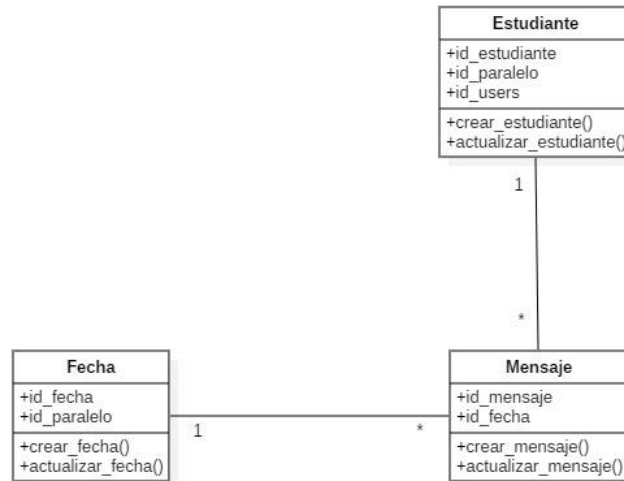 Estudiante
+id_estudiante
+id_paralelo
+id_users
+crear_estudiante()
+actualizar_estudiante()
1
*
Fecha
+id_fecha
+id_paralelo
+crear_fecha()
+actualizar_fecha()
1
*
Mensaje
+id_mensaje
+id_fecha
+crear_mensaje()
+actualizar_mensaje()